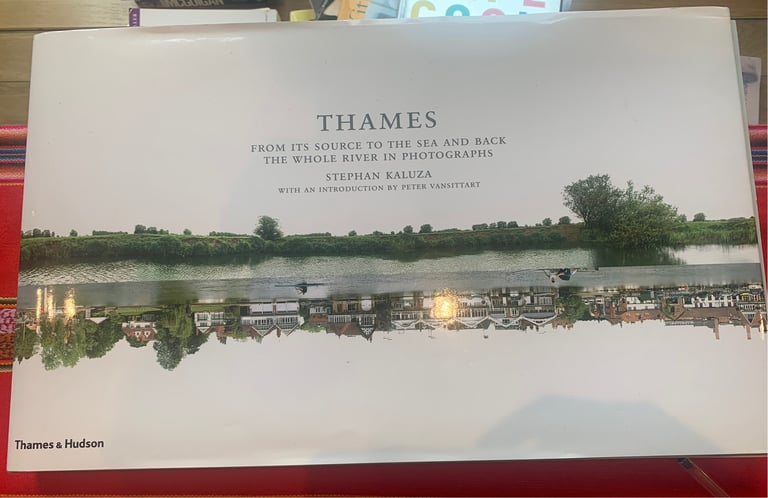 THAMES
FROM ITS SOURCE TO THE SEA AND BACK
THE WHOLE RIVER IN PHOTOGRAPHS
STEPHAN KALUZA
WITH AN INTRODUCTION BY PETER VANSITTART
Thames & Hudson